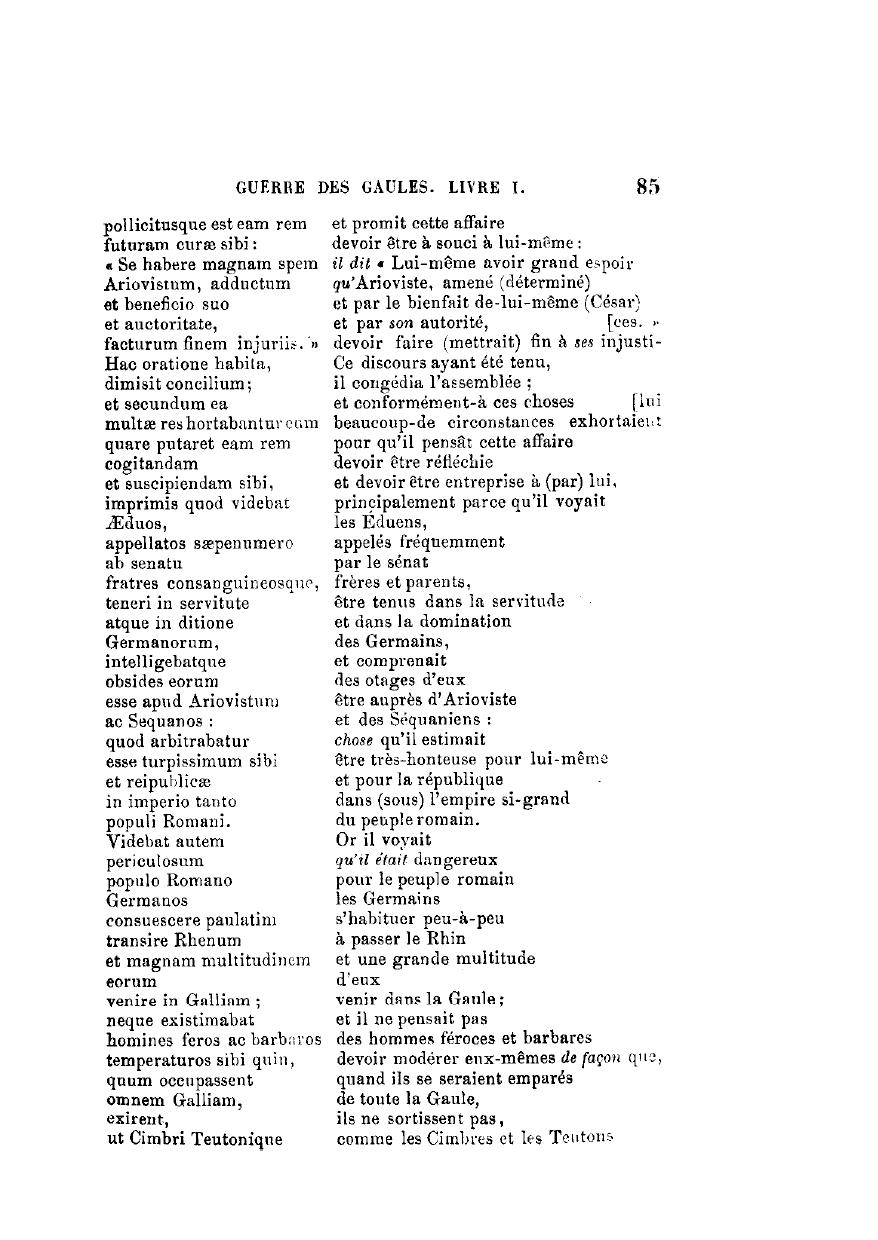 GUERRE DES GAULES. LIVRE I. 85
pollicitusque est eam rem et promit cette affaire
futuram curæ sibi : devoir être à souci à lui-même :
« Se habere magnam spem il dit « Lui-même avoir grand espoir
Ariovistum, adductum qu'Arioviste, amené (déterminé)
et beneficio suo et par le bienfait de-lui-même (César)
et auctoritate, et par son autorité, [ces. »
facturum finem injuriis. » devoir faire (mettrait) fin à ses injusti-
Hac oratione habita, Ce discours ayant été tenu,
dimisit concilium; il congédia l'assemblée ;
et secundum ea et conformément-à ces choses [lui
multæ res hortabantur eum beaucoup-de circonstances exhortaient
quare putaret eam rem pour qu'il pensât cette affaire
cogitandam devoir être réfléchie
et suscipiendam sibi, et devoir être entreprise à (par) lui,
imprimis quod videbat principalement parce qu'il voyait
Æduos, les Éduens,
appellatos sæpenumero appelés fréquemment
ab senatu par le sénat
fratres consanguineosque, frères et parents,
teneri in servitute être tenus dans la servitude
atque in ditione et dans la domination
Germanorum, des Germains,
intelligebatque et comprenait
obsides eorum des otages d'eux
esse apud Ariovistum être auprès d'Arioviste
ac Sequanos : et des Séquaniens :
quod arbitrabatur chose qu'il estimait
esse turpissimum sibi être très-honteuse pour lui-même
et reipublicæ et pour la république
in imperio tanto dans (sous) l'empire si-grand
populi Romani. du peuple romain.
Videbat autem Or il voyait
periculosum qu'il était dangereux
populo Romano pour le peuple romain
Germanos les Germains
consuescere paulatim s'habituer peu-à-peu
transire Rhenum à passer le Rhin
et magnam multitudinem et une grande multitude
eorum d'eux
venire in Galliam ; venir dans la Gaule ;
neque existimabat et il ne pensait pas
homines feros ac barbaros des hommes féroces et barbares
temperaturos sibi quin, devoir modérer eux-mêmes de façon que,
quum occupassent quand ils se seraient emparés
omnem Galliam, de toute la Gaule,
exirent, ils ne sortissent pas,
ut Cimbri Teutonique comme les Cimbres et les Teutons